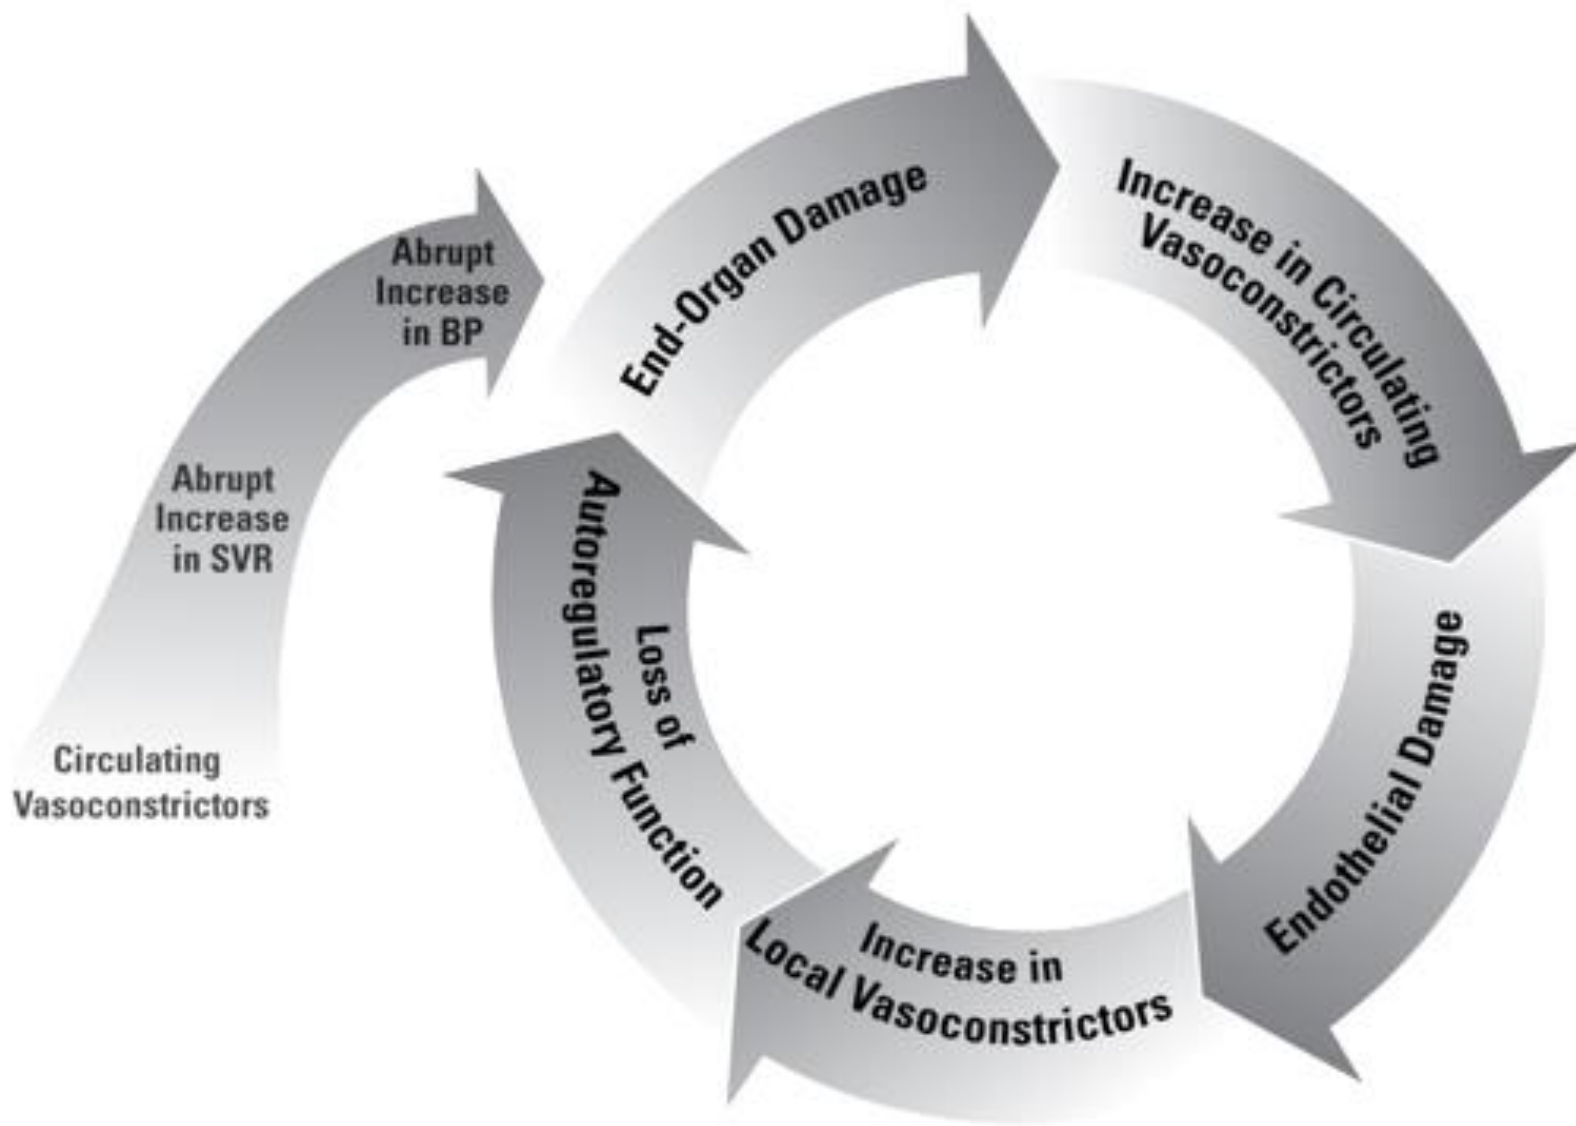 Circulating
Vasoconstrictors
Abrupt
Increase
in SVR
Abrupt
Increase
in BP
End-Organ Damage
Increase in Circulating
Vasoconstrictors
Endothelial Damage
Increase in
Local Vasoconstrictors
Loss of
Autoregulatory Function